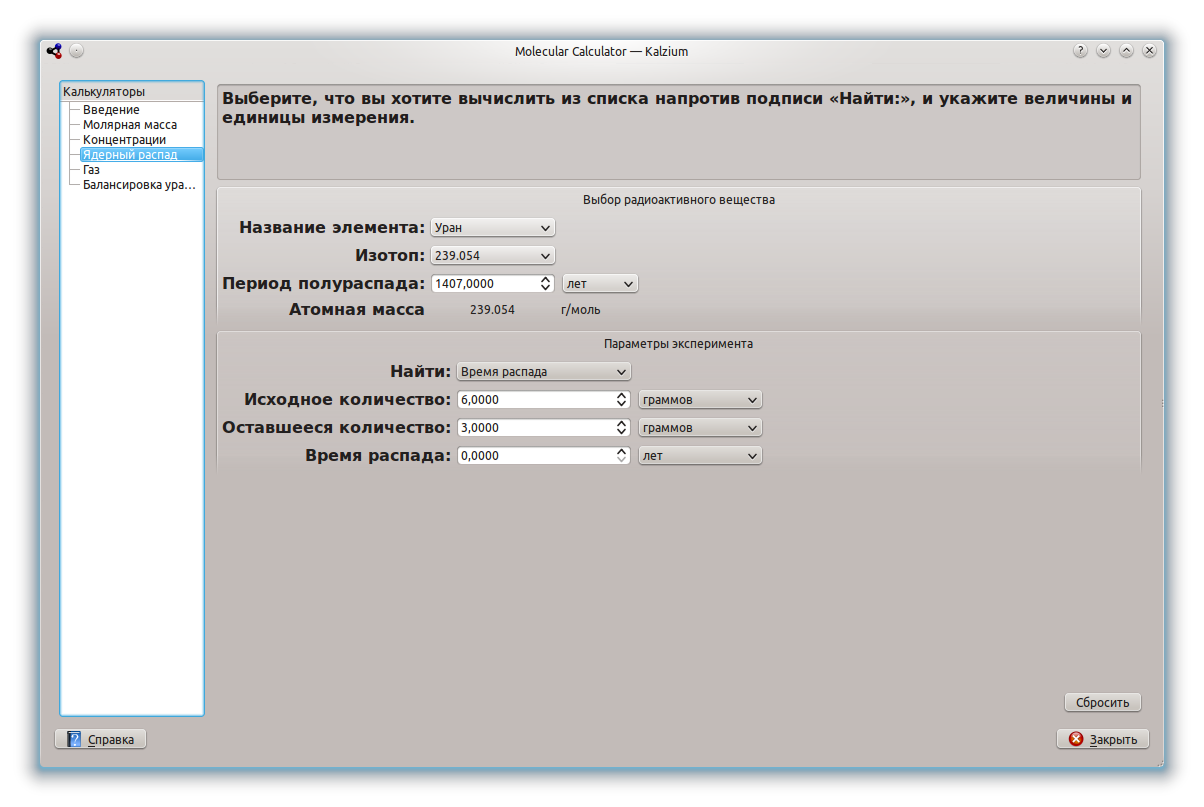 Molecular Calculator — Kalzium
Калькуляторы
Введение
Молярная масса
Концентрации
Ядерный распад
Газ
Балансировка ура...
Выберите, что вы хотите вычислить из списка напротив подписи «Найти:», и укажите величины и
единицы измерения.
Выбор радиоактивного вещества
Название элемента: Уран
Изотоп: 239.054
Период полураспада: 1407,0000 лет
Атомная масса 239.054 г/моль
Параметры эксперимента
Найти: Время распада
Исходное количество: 6,0000 граммов
Оставшееся количество: 3,0000 граммов
Время распада: 0,0000 лет
Сбросить
Справка
Закрыть